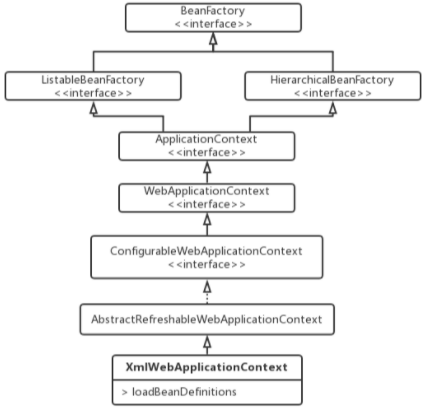 BeanFactory
<<interface>>
ListableBeanFactory
<<interface>>
HierarchicalBeanFactory
<<interface>>
ApplicationContext
<<interface>>
WebApplicationContext
<<interface>>
ConfigurableWebApplicationContext
<<interface>>
AbstractRefreshableWebApplicationContext
XmlWebApplicationContext
> loadBeanDefinitions